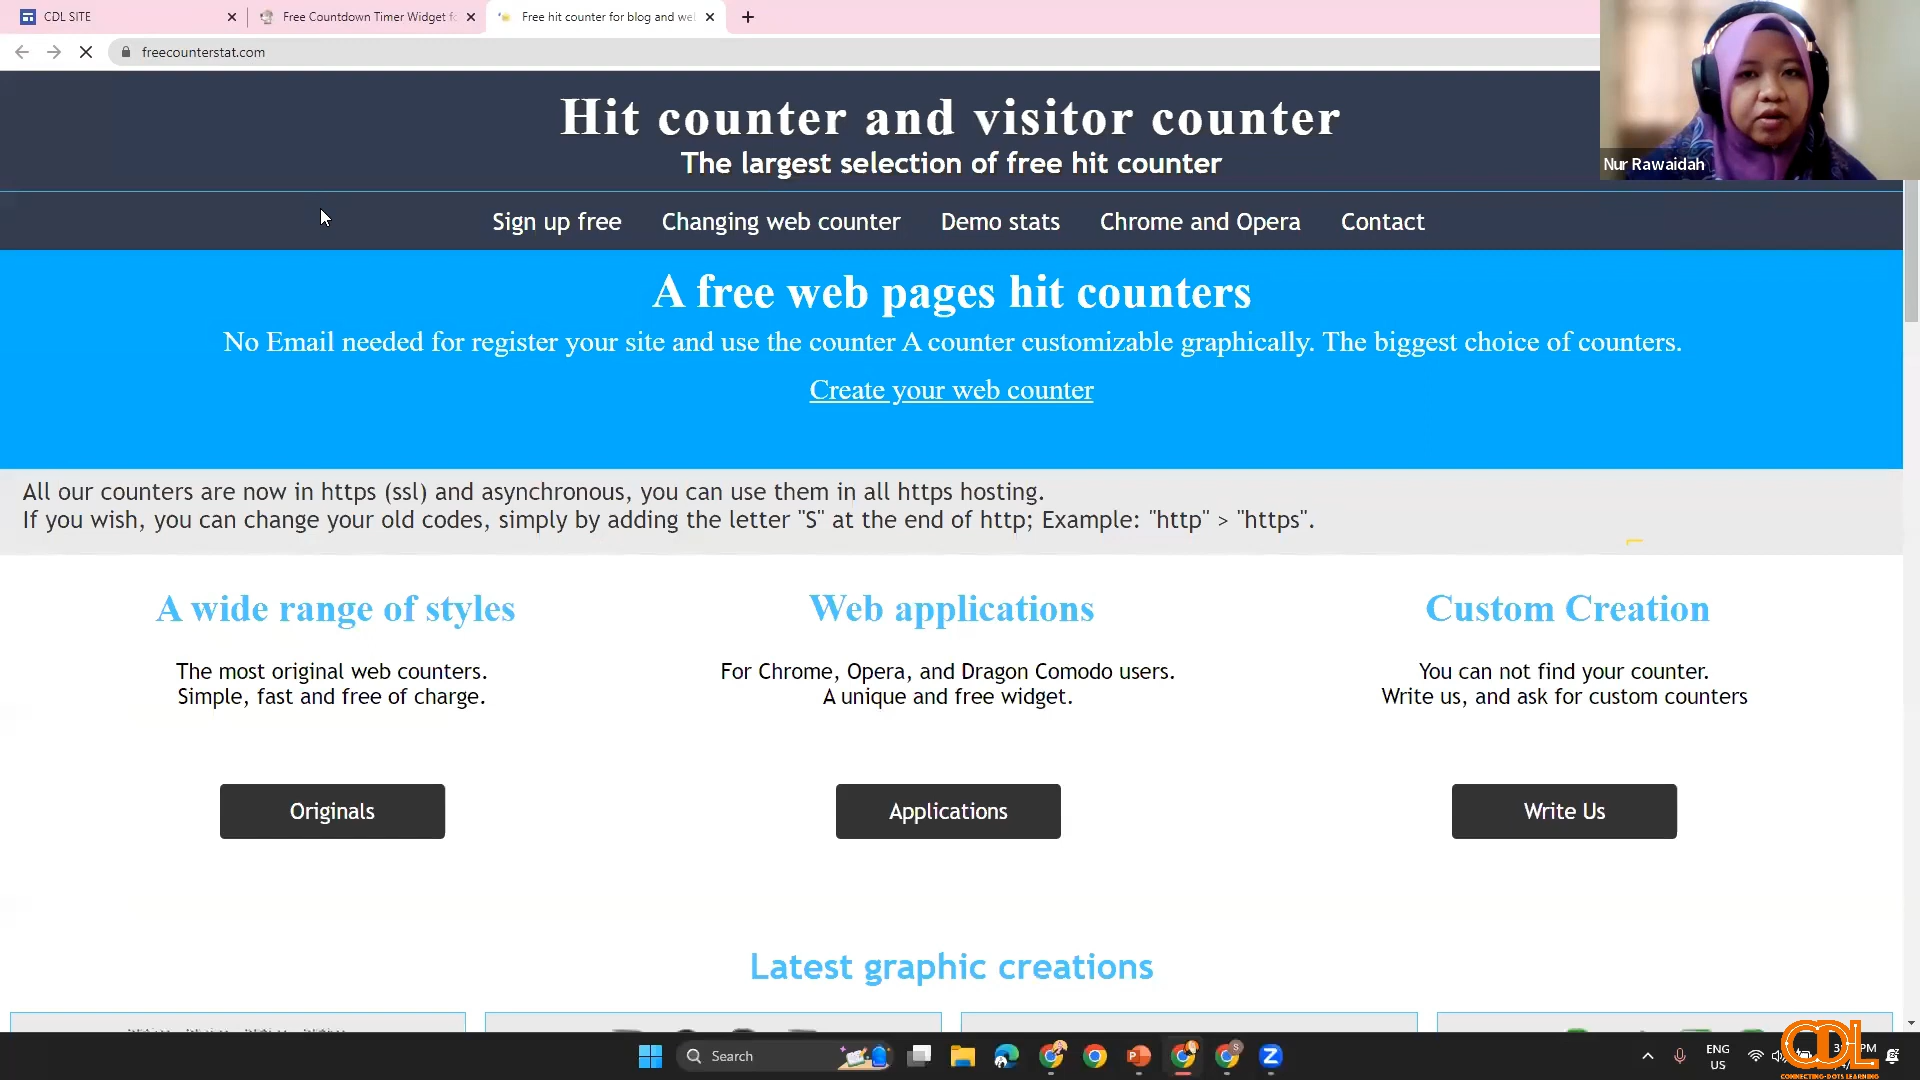 CDL SITE
Free Countdown Timer Widget fo
Free hit counter for blog and we
freecounterstat.com
Hit counter and visitor counter
The largest selection of free hit counter
Nur Rawaidah
Sign up free
Changing web counter
Demo stats
Chrome and Opera
Contact
A free web pages hit counters
No Email needed for register your site and use the counter A counter customizable graphically. The biggest choice of counters.
Create your web counter
All our counters are now in https (ssl) and asynchronous, you can use them in all https hosting.
If you wish, you can change your old codes, simply by adding the letter "S" at the end of http; Example: "http" > "https".
A wide range of styles
The most original web counters.
Simple, fast and free of charge.
Originals
Web applications
For Chrome, Opera, and Dragon Comodo users.
A unique and free widget.
Applications
Custom Creation
You can not find your counter.
Write us, and ask for custom counters
Write Us
Latest graphic creations
Search
ENG
US
PM
CDL
CONNECTING-DOTS LEARNING